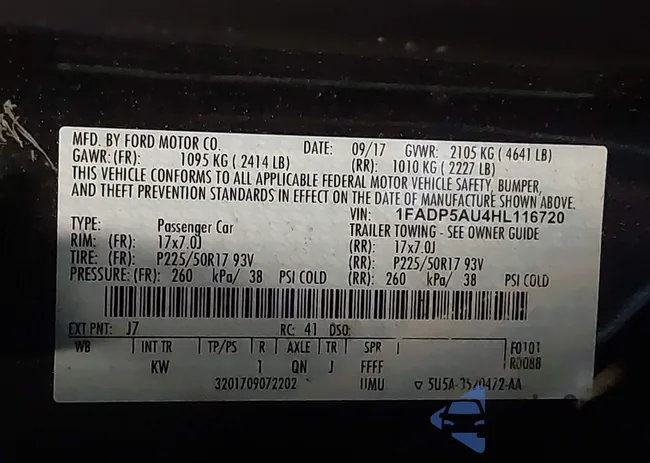 MFD. BY FORD MOTOR CO. DATE: 09/17 GVWR: 2105 KG ( 4641 LB)
GAWR:(FR): 1095 KG ( 2414 LB) (RR): 1010 KG ( 2227 LB)
THIS VEHICLE CONFORMS TO ALL APPLICABLE FEDERAL MOTOR VEHICLE SAFETY, BUMPER,
AND THEFT PREVENTION STANDARDS IN EFFECT ON THE DATE OF MANUFACTURE SHOWN ABOVE.
VIN: 1FADP5AU4HL116720
TYPE: Passenger Car TRAILER TOWING - SEE OWNER GUIDE
RIM: (FR): 17x7.0J (RR): 17x7.0J
TIRE: (FR): P225/50R17 93V (RR): P225/50R17 93V
PRESSURE: (FR): 260 kPa/ 38 PSI COLD (RR): 260 kPa/ 38 PSI COLD
EXT PNT: J7 RC: 41 DSO: F0101
WB INT TR TP/PS R AXLE TR SPR R0088
KW 1 QN J FFFF
3201709072202 UMU